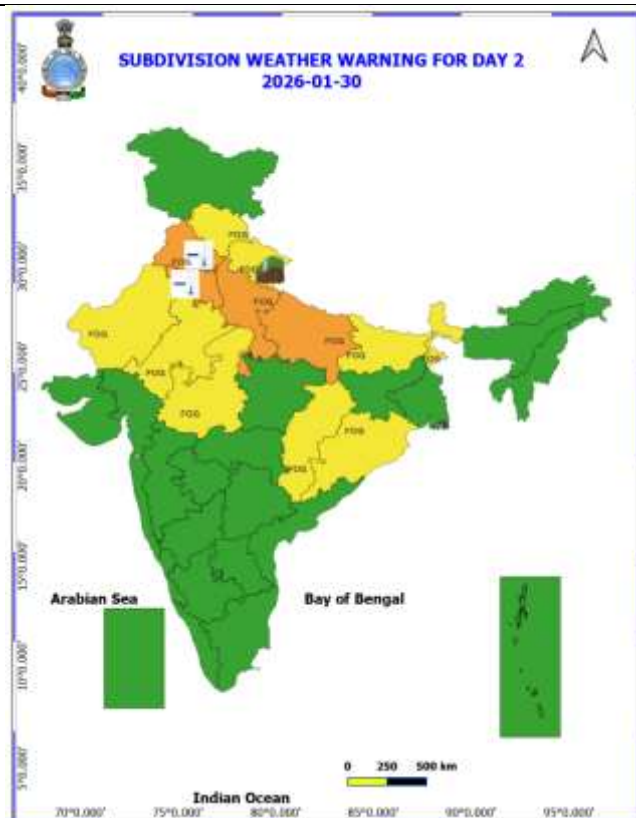 SUBDIVISION WEATHER WARNING FOR DAY 2
2026-01-30
40°0.000'
35°0.000'
30°0.000'
25°0.000'
20°0.000'
15°0.000'
10°0.000'
5°0.000'
FOG
FOG
FOG
FOG
FOG
FOG
FOG
FOG
FOG
FOG
Arabian Sea
Bay of Bengal
0 250 500 km
Indian Ocean
70°0.000' 75°0.000' 80°0.000' 85°0.000' 90°0.000' 95°0.000'